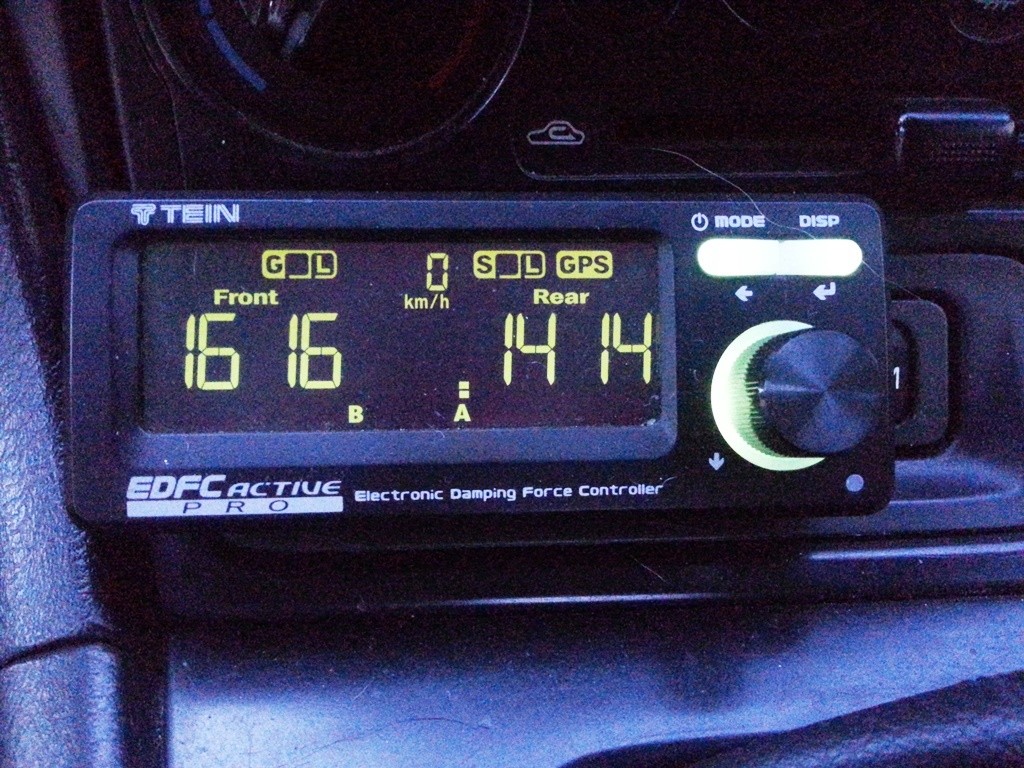 TEIN
MODE DISP
G L 0 S L GPS
Front km/h Rear
16 16 14 14
B A
EDFC ACTIVE
PRO
Electronic Damping Force Controller
1